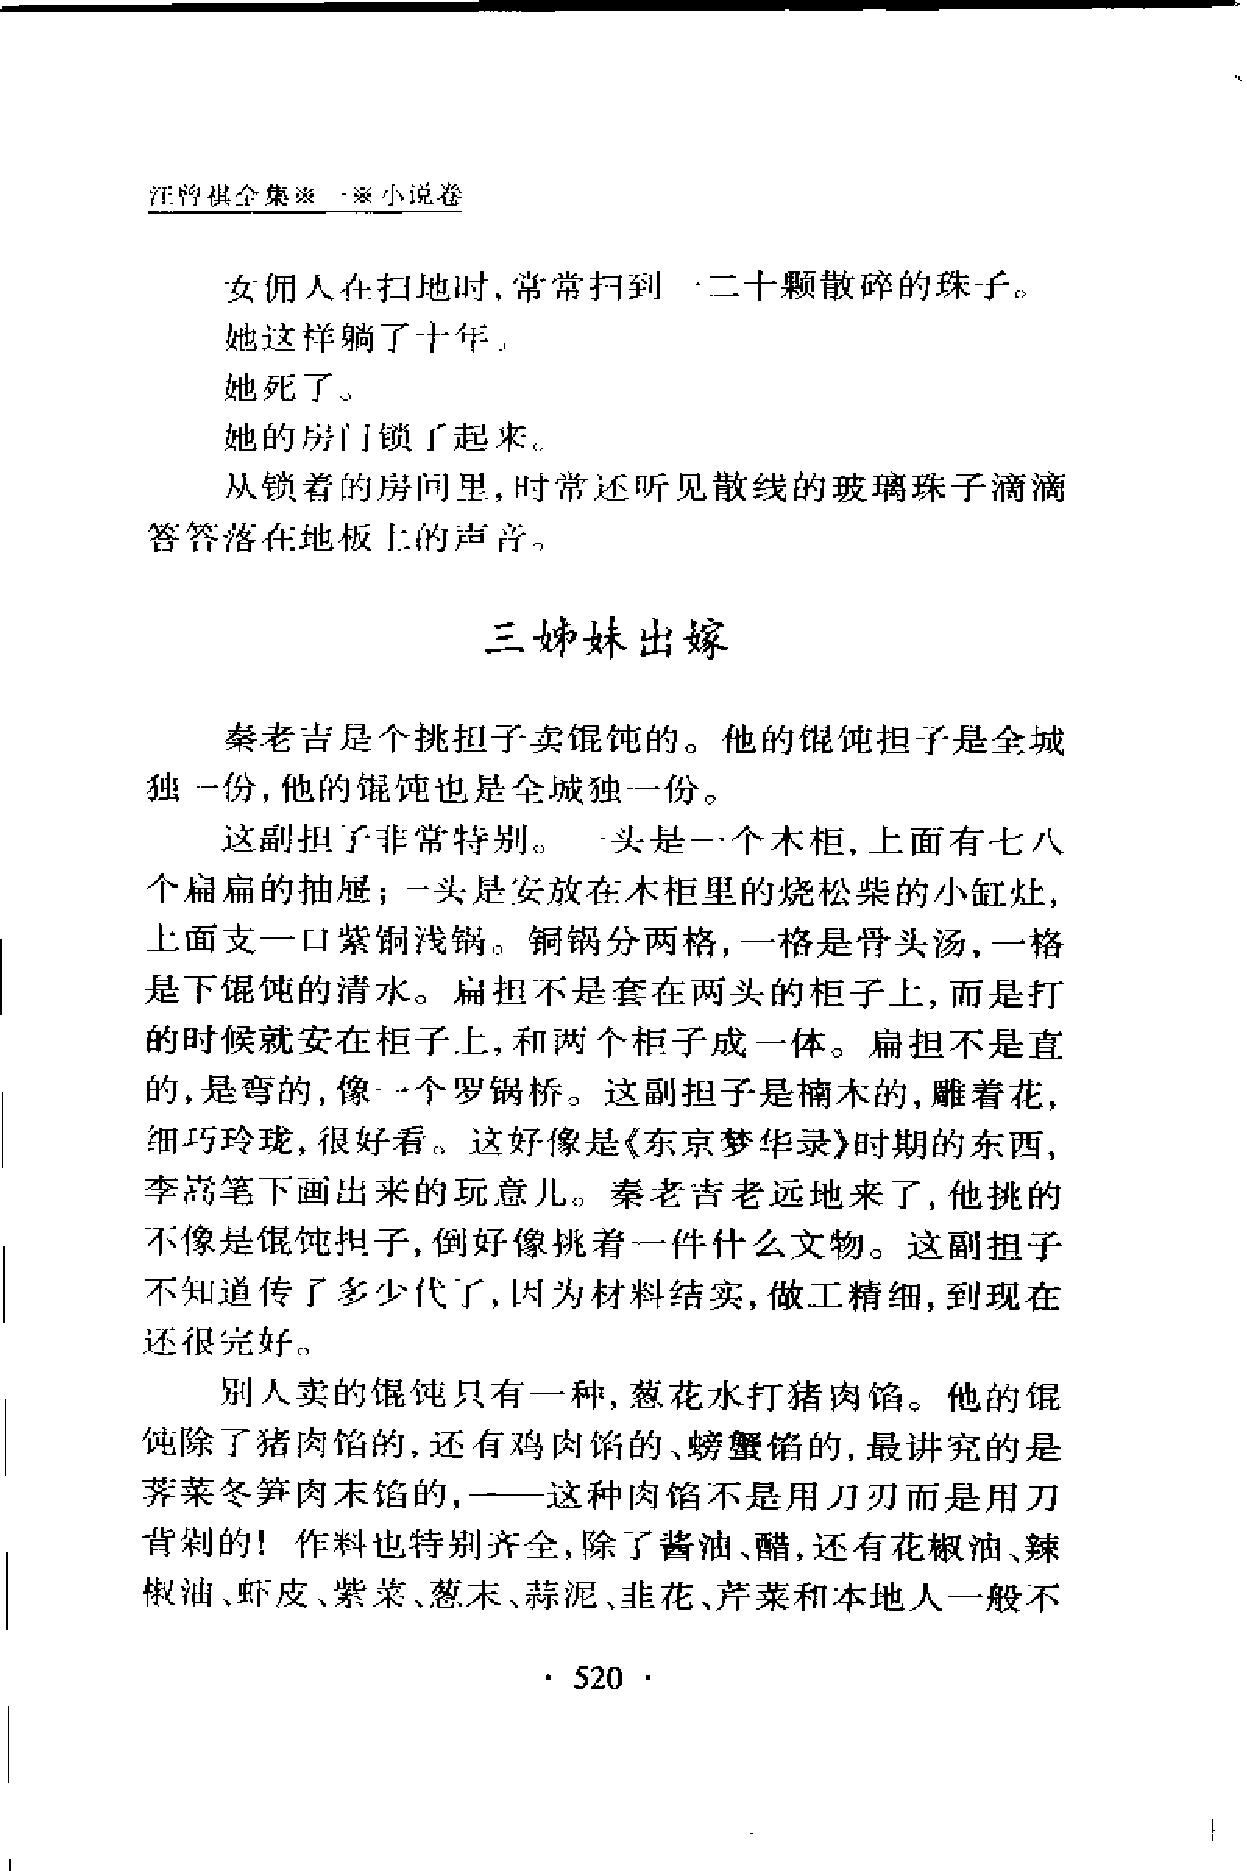 汪曾祺全集※一※小说卷
女佣人在扫地时,常常扫到一二十颗散碎的珠子。
她这样躺了十年。
她死了。
她的房门锁了起来。
从锁着的房间里,时常还听见散线的玻璃珠子滴滴
答答落在地板上的声音。
三姊妹出嫁
秦老吉是个挑担子卖馄饨的。他的馄饨担子是全城
独一份,他的馄饨也是全城独一份。
这副担子非常特别。一头是一个木柜,上面有七八
个扁扁的抽屉;一头是安放在木柜里的烧松柴的小缸灶,
上面支一口紫铜浅锅。铜锅分两格,一格是骨头汤,一格
是下馄饨的清水。扁担不是套在两头的柜子上,而是打
的时候就安在柜子上,和两个柜子成一体。扁担不是直
的,是弯的,像一个罗锅桥。这副担子是楠木的,雕着花,
细巧玲珑,很好看。这好像是《东京梦华录》时期的东西,
李嵩笔下画出来的玩意儿。秦老吉老远地来了,他挑的
不像是馄饨担子,倒好像挑着一件什么文物。这副担子
不知道传了多少代了,因为材料结实,做工精细,到现在
还很完好。
别人卖的馄饨只有一种,葱花水打猪肉馅。他的馄
饨除了猪肉馅的,还有鸡肉馅的、螃蟹馅的,最讲究的是
荠菜冬笋肉末馅的,——这种肉馅不是用刀刃而是用刀
背剁的!作料也特别齐全,除了酱油、醋,还有花椒油、辣
椒油、虾皮、紫菜、葱末、蒜泥、韭花、芹菜和本地人一般不
· 520 ·